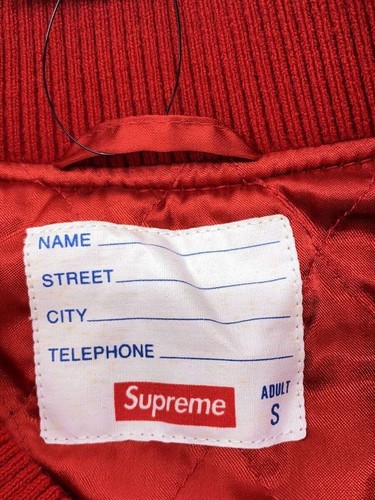 NAME
STREET
CITY
TELEPHONE
Supreme
ADULT
S